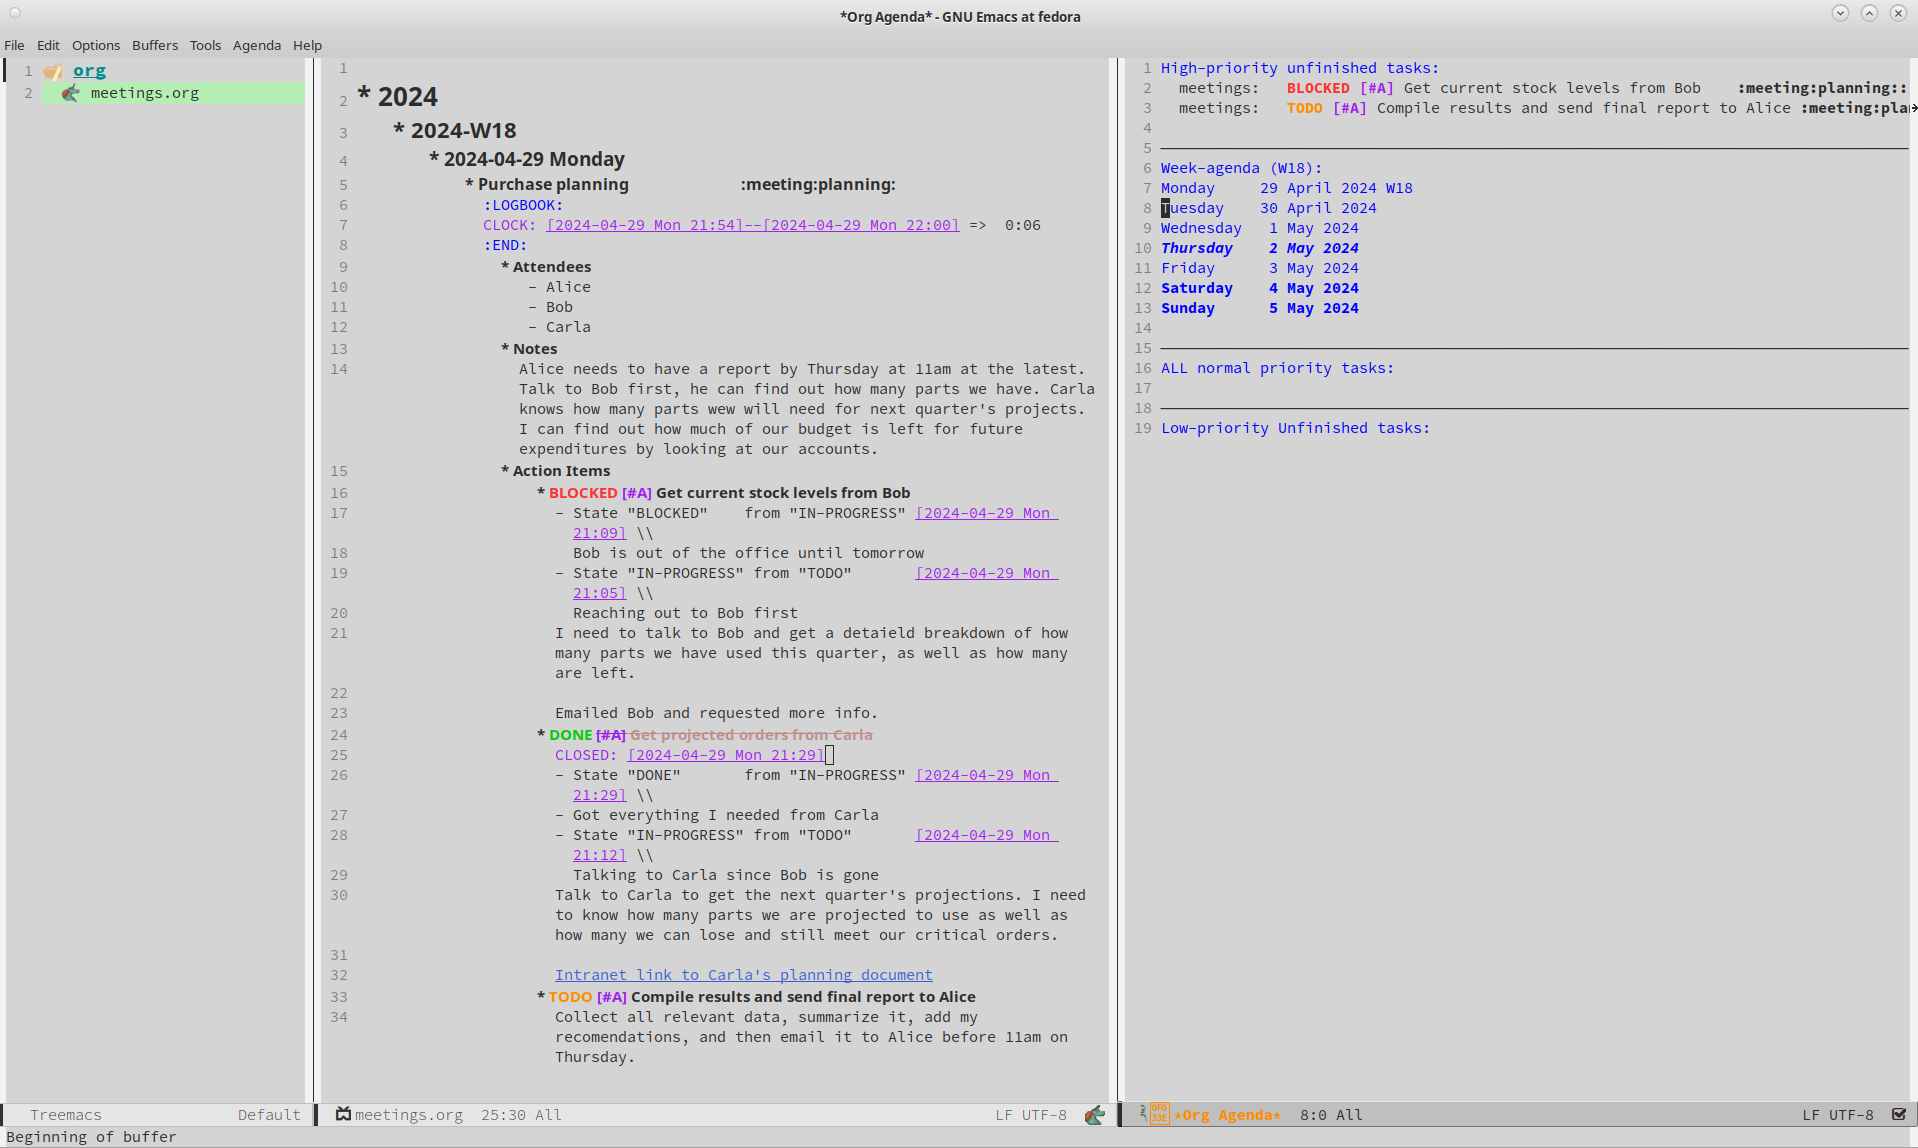 *Org Agenda* - GNU Emacs at fedora
File Edit Options Buffers Tools Agenda Help
1 org
2 meetings.org
1
2 * 2024
3 * 2024-W18
4 * 2024-04-29 Monday
5 * Purchase planning :meeting:planning:
6 :LOGBOOK:
7 CLOCK: [2024-04-29 Mon 21:54]--[2024-04-29 Mon 22:00] => 0:06
8 :END:
9 * Attendees
10 - Alice
11 - Bob
12 - Carla
13 * Notes
14 Alice needs to have a report by Thursday at 11am at the latest.
Talk to Bob first, he can find out how many parts we have. Carla
knows how many parts wew will need for next quarter's projects.
I can find out how much of our budget is left for future
expenditures by looking at our accounts.
15 * Action Items
16 * BLOCKED [#A] Get current stock levels from Bob
17 - State "BLOCKED" from "IN-PROGRESS" [2024-04-29 Mon
21:09] \\
18 Bob is out of the office until tomorrow
19 - State "IN-PROGRESS" from "TODO" [2024-04-29 Mon
21:05] \\
20 Reaching out to Bob first
21 I need to talk to Bob and get a detaield breakdown of how
many parts we have used this quarter, as well as how many
are left.
22
23 Emailed Bob and requested more info.
24 * DONE [#A] Get projected orders from Carla
25 CLOSED: [2024-04-29 Mon 21:29]
26 - State "DONE" from "IN-PROGRESS" [2024-04-29 Mon
21:29] \\
27 - Got everything I needed from Carla
28 - State "IN-PROGRESS" from "TODO" [2024-04-29 Mon
21:12] \\
29 Talking to Carla since Bob is gone
30 Talk to Carla to get the next quarter's projections. I need
to know how many parts we are projected to use as well as
how many we can lose and still meet our critical orders.
31
32 Intranet link to Carla's planning document
33 * TODO [#A] Compile results and send final report to Alice
34 Collect all relevant data, summarize it, add my
recomendations, and then email it to Alice before 11am on
Thursday.
1 High-priority unfinished tasks:
2 meetings: BLOCKED [#A] Get current stock levels from Bob :meeting:planning::
3 meetings: TODO [#A] Compile results and send final report to Alice :meeting:pla
4
5
6 Week-agenda (W18):
7 Monday 29 April 2024 W18
8 Tuesday 30 April 2024
9 Wednesday 1 May 2024
10 Thursday 2 May 2024
11 Friday 3 May 2024
12 Saturday 4 May 2024
13 Sunday 5 May 2024
14
15
16 ALL normal priority tasks:
17
18
19 Low-priority Unfinished tasks:
Treemacs Default
meetings.org 25:30 All LF UTF-8
0F0 33E *Org Agenda* 8:0 All LF UTF-8
Beginning of buffer